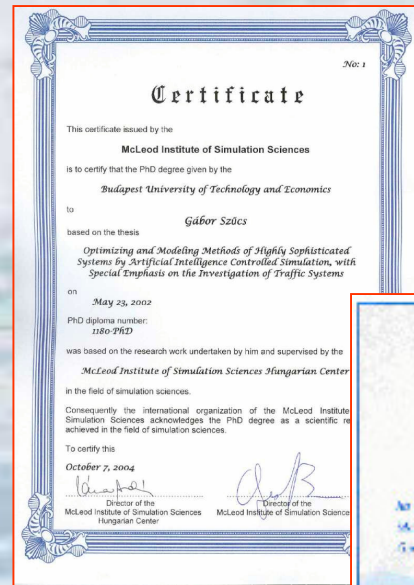 No: 1
Certificate
This certificate issued by the
McLeod Institute of Simulation Sciences
is to certify that the PhD degree given by the
Budapest University of Technology and Economics
to
Gábor Szűcs
based on the thesis
Optimizing and Modeling Methods of Highly Sophisticated
Systems by Artificial Intelligence Controlled Simulation, with
Special Emphasis on the Investigation of Traffic Systems
on
May 23, 2002
PhD diploma number:
1180-PhD
was based on the research work undertaken by him and supervised by the
McLeod Institute of Simulation Sciences Hungarian Center
in the field of simulation sciences.
Consequently the international organization of the McLeod Institute
Simulation Sciences acknowledges the PhD degree as a scientific re
achieved in the field of simulation sciences.
To certify this
October 7, 2004
Director of the
McLeod Institute of Simulation Sciences
Hungarian Center
Director of the
McLeod Institute of Simulation Science